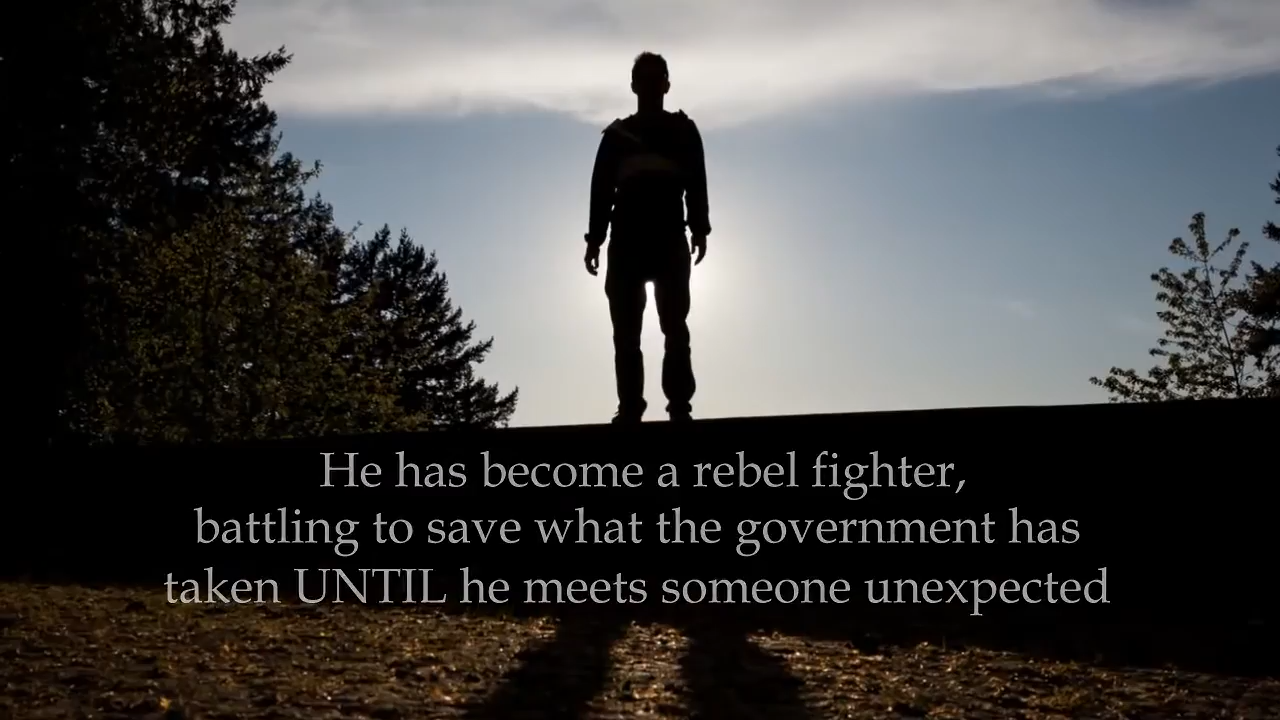 He has become a rebel fighter,
battling to save what the government has
taken UNTIL he meets someone unexpected